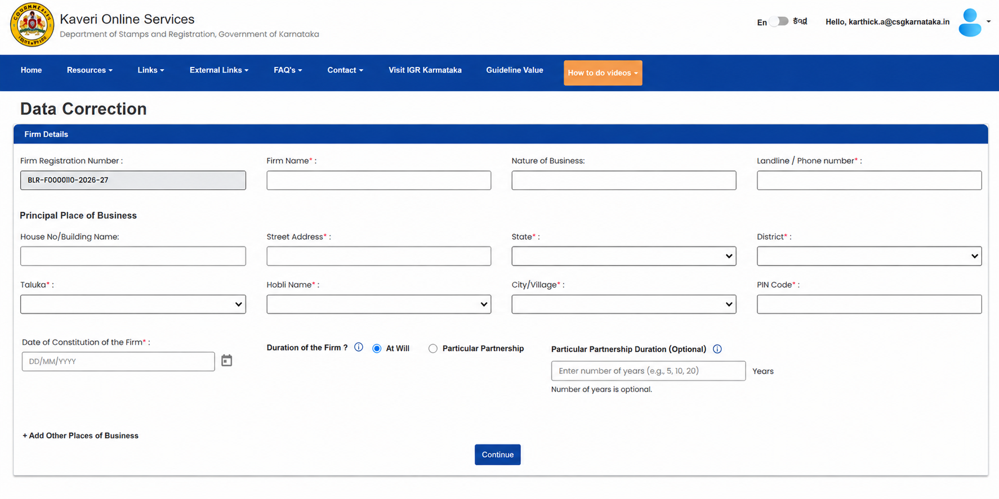 Kaveri Online Services
Department of Stamps and Registration, Government of Karnataka
En ಕನ್ನಡ Hello, karthick.a@csgkarnataka.in
Home Resources Links External Links FAQ's Contact Visit IGR Karmataka Guideline Value How to do videos
Data Correction
Firm Details
Firm Registration Number : Firm Name* : Nature of Business: Landline / Phone number* :
BLR-F0000110-2026-27
Principal Place of Business
House No/Building Name: Street Address* : State* : District* :
Taluka* : Hobli Name* : City/Village* : PIN Code* :
Date of Constitution of the Firm* : Duration of the Firm ? At Will Particular Partnership Particular Partnership Duration (Optional)
DD/MM/YYYY Enter number of years (e.g., 5, 10, 20) Years
Number of years is optional.
+ Add Other Places of Business
Continue